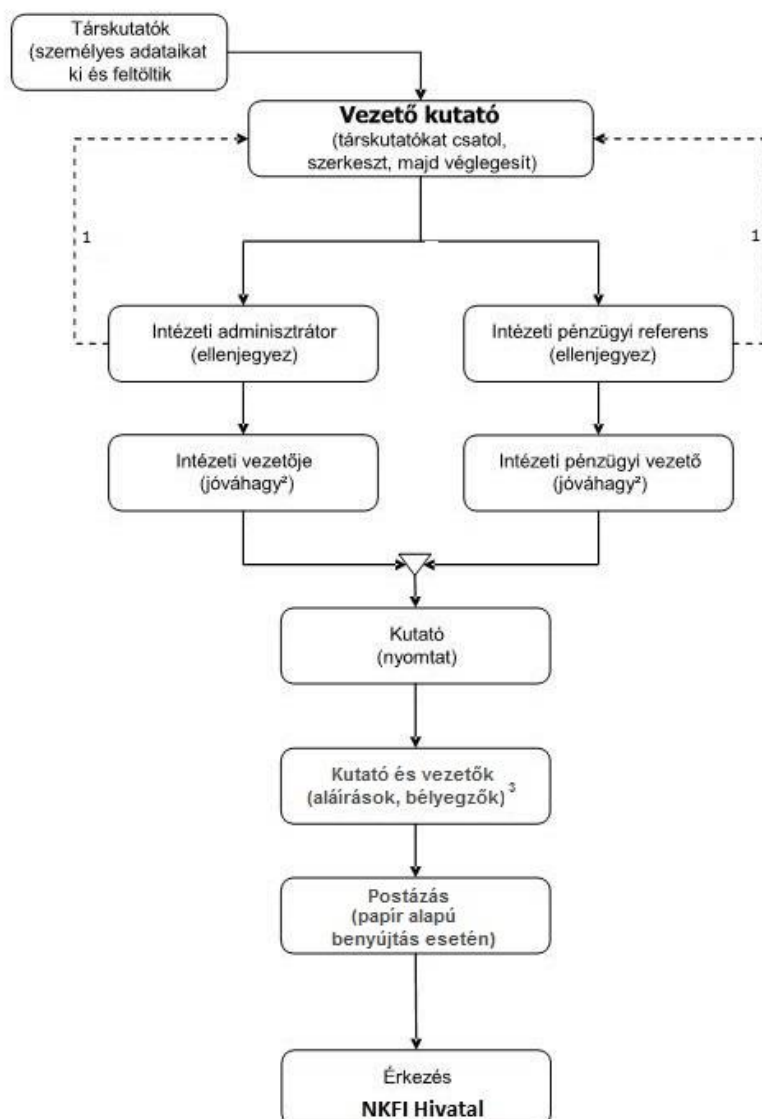 Társkutatók
(személyes adataikat
ki és feltöltik
Vezető kutató
(társkutatókat csatol,
szerkeszt, majd véglegesít)
1
1
Intézeti adminisztrátor
(ellenjegyez)
Intézeti pénzügyi referens
(ellenjegyez)
Intézeti vezetője
(jóváhagy²)
Intézeti pénzügyi vezető
(jóváhagy²)
Kutató
(nyomtat)
Kutató és vezetők
(aláírások, bélyegzők) ³
Postázás
(papír alapú
benyújtás esetén)
Érkezés
NKFI Hivatal